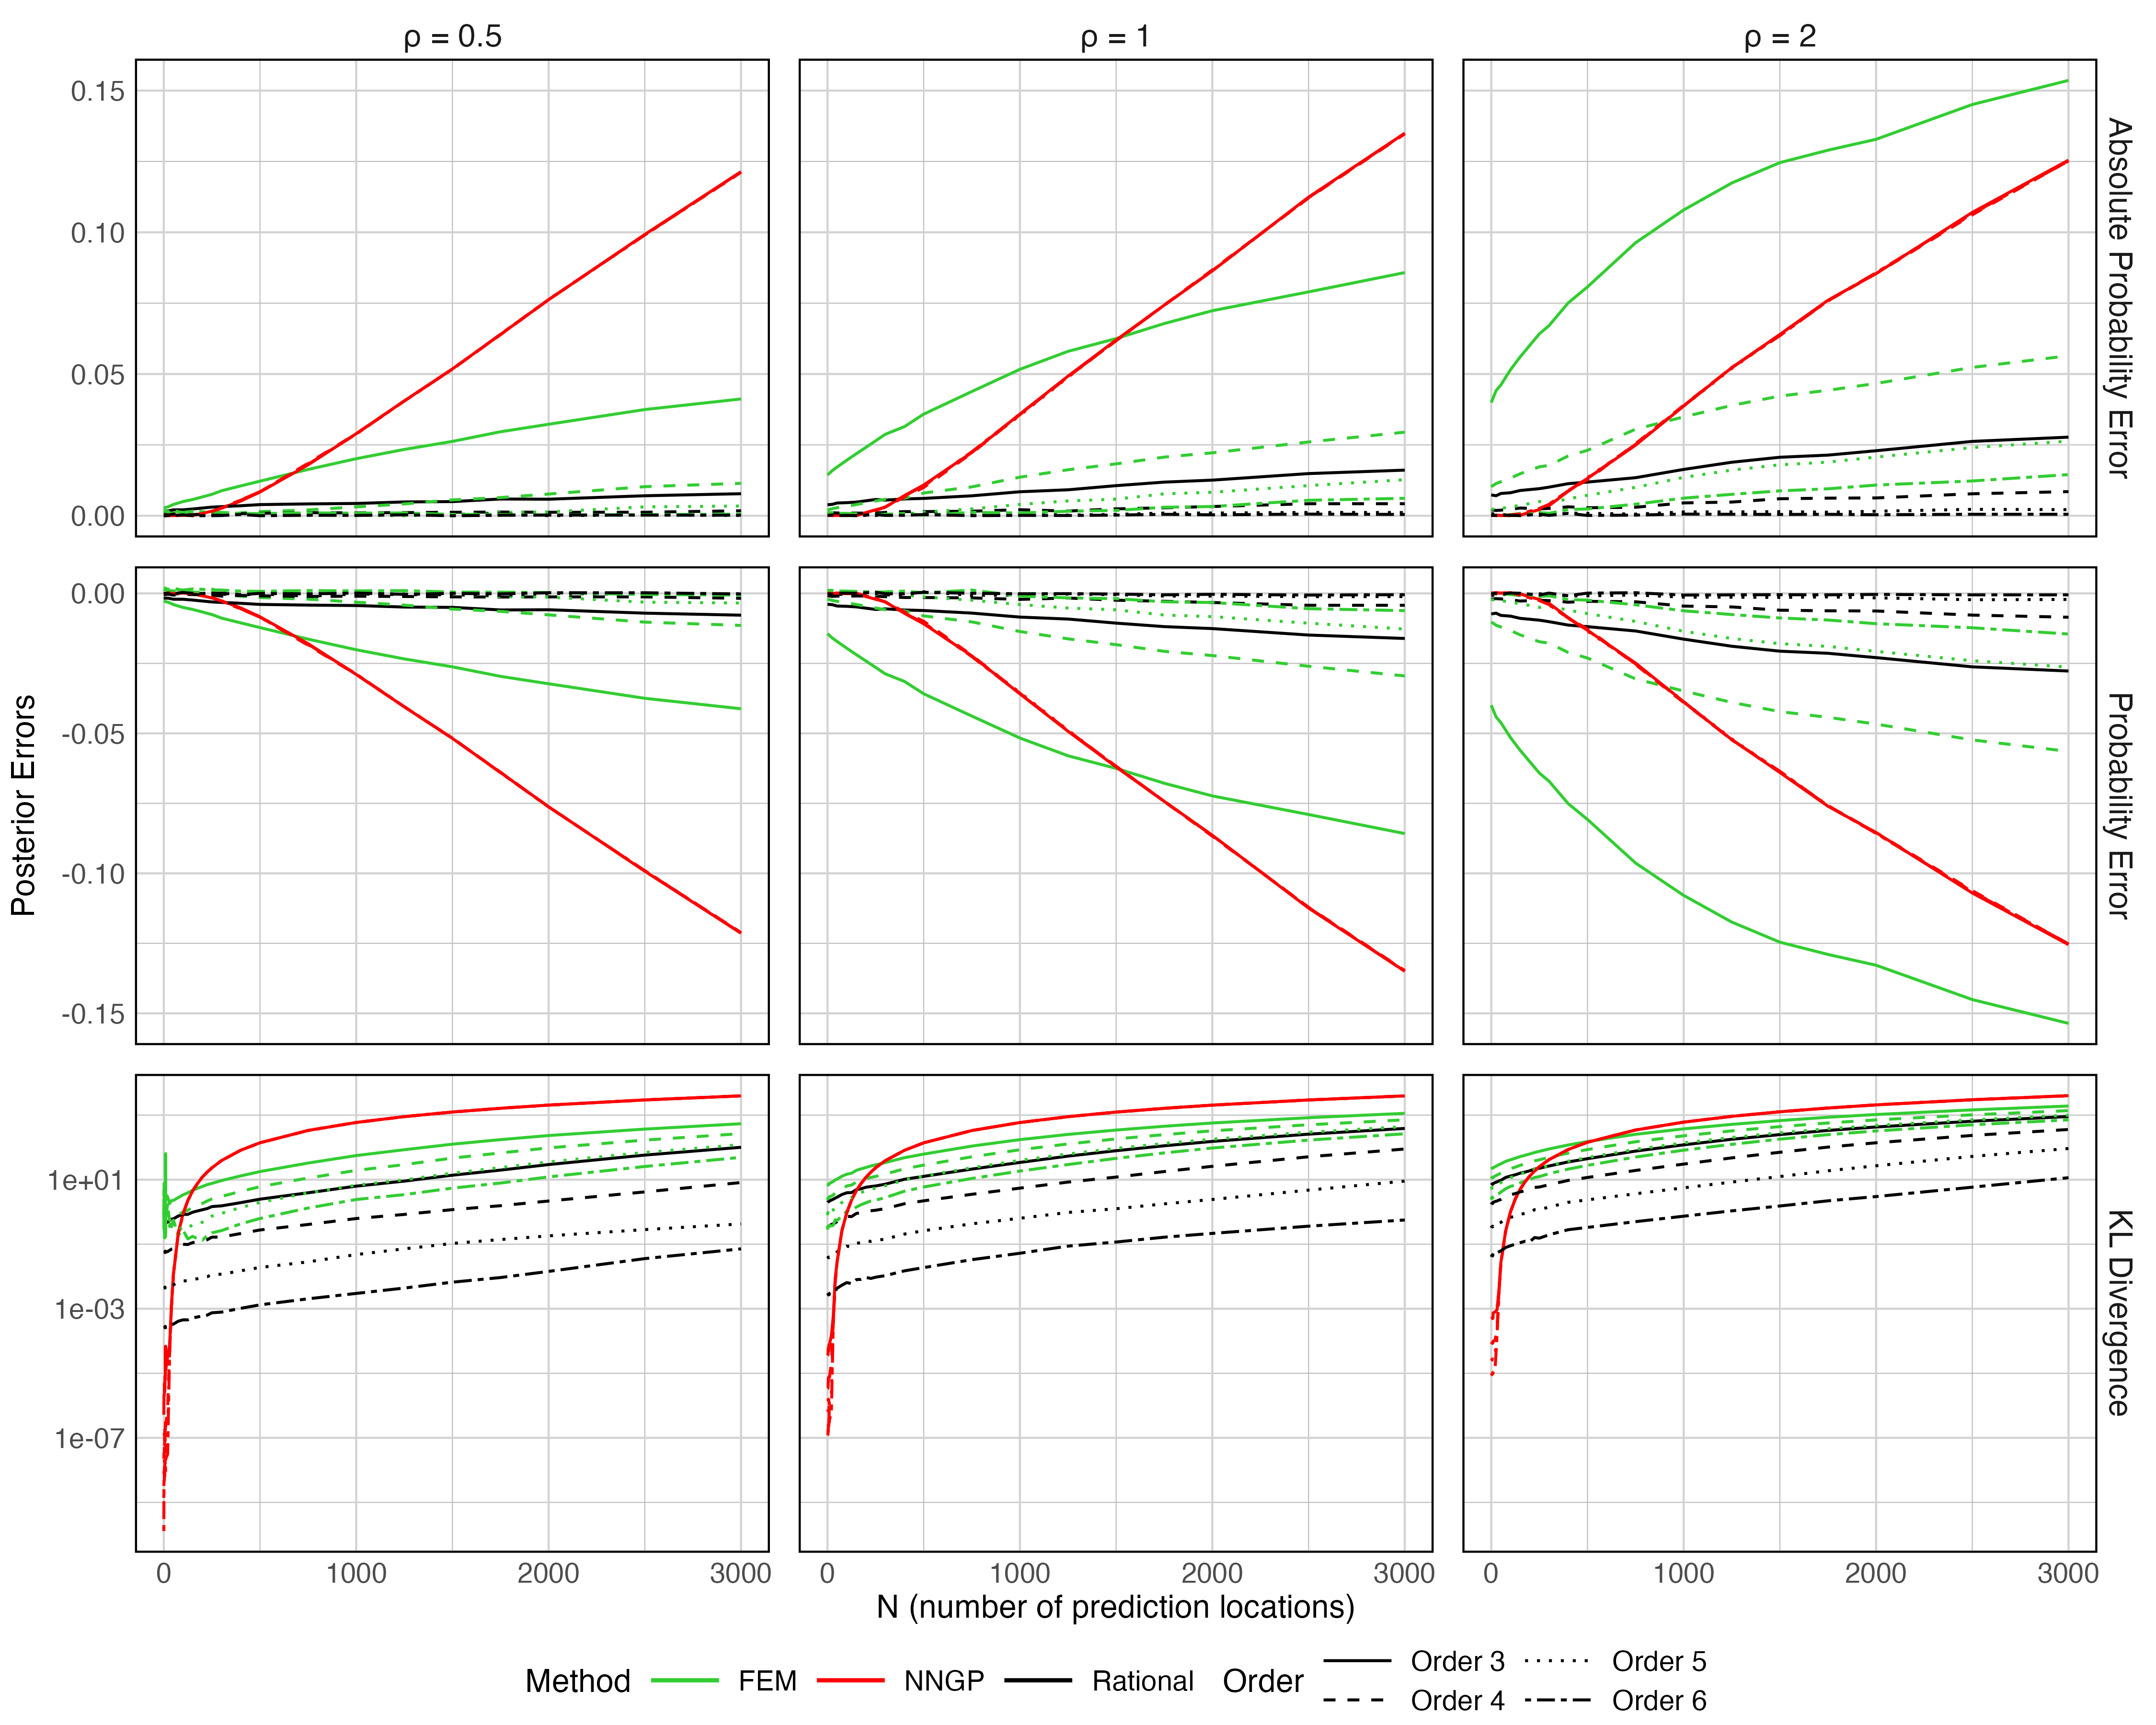 ρ = 0.5 ρ = 1 ρ = 2
0.15
0.10
0.05
0.00
Absolute Probability Error
0.00
-0.05
-0.10
-0.15
Probability Error
Posterior Errors
1e+01
1e-03
1e-07
KL Divergence
0 1000 2000 3000 0 1000 2000 3000 0 1000 2000 3000
N (number of prediction locations)
Method FEM NNGP Rational Order Order 3 Order 5
Order 4 Order 6